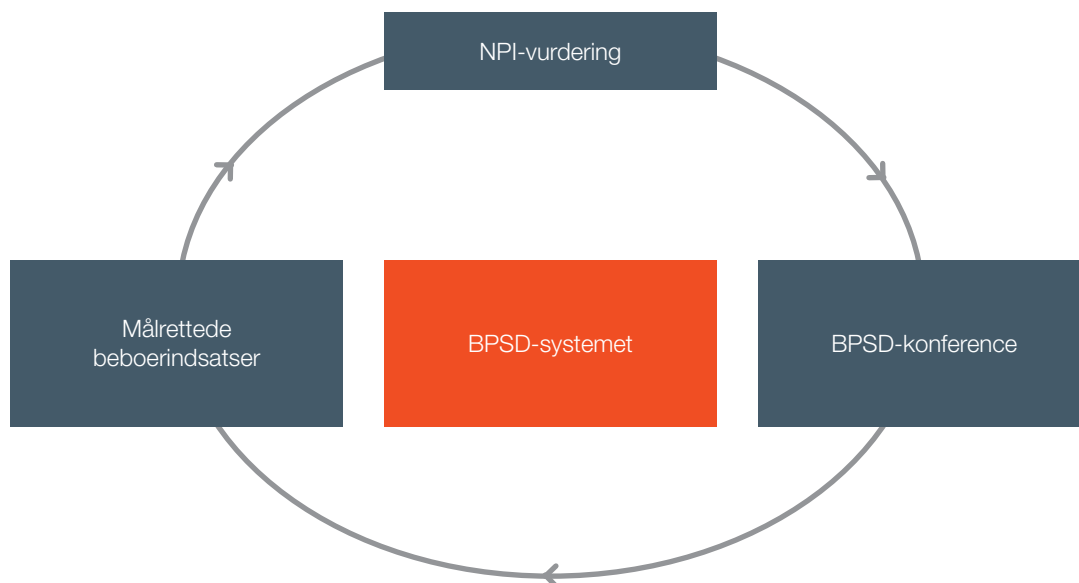 NPI-vurdering
Målrettede
beboerindsatser
BPSD-systemet
BPSD-konference